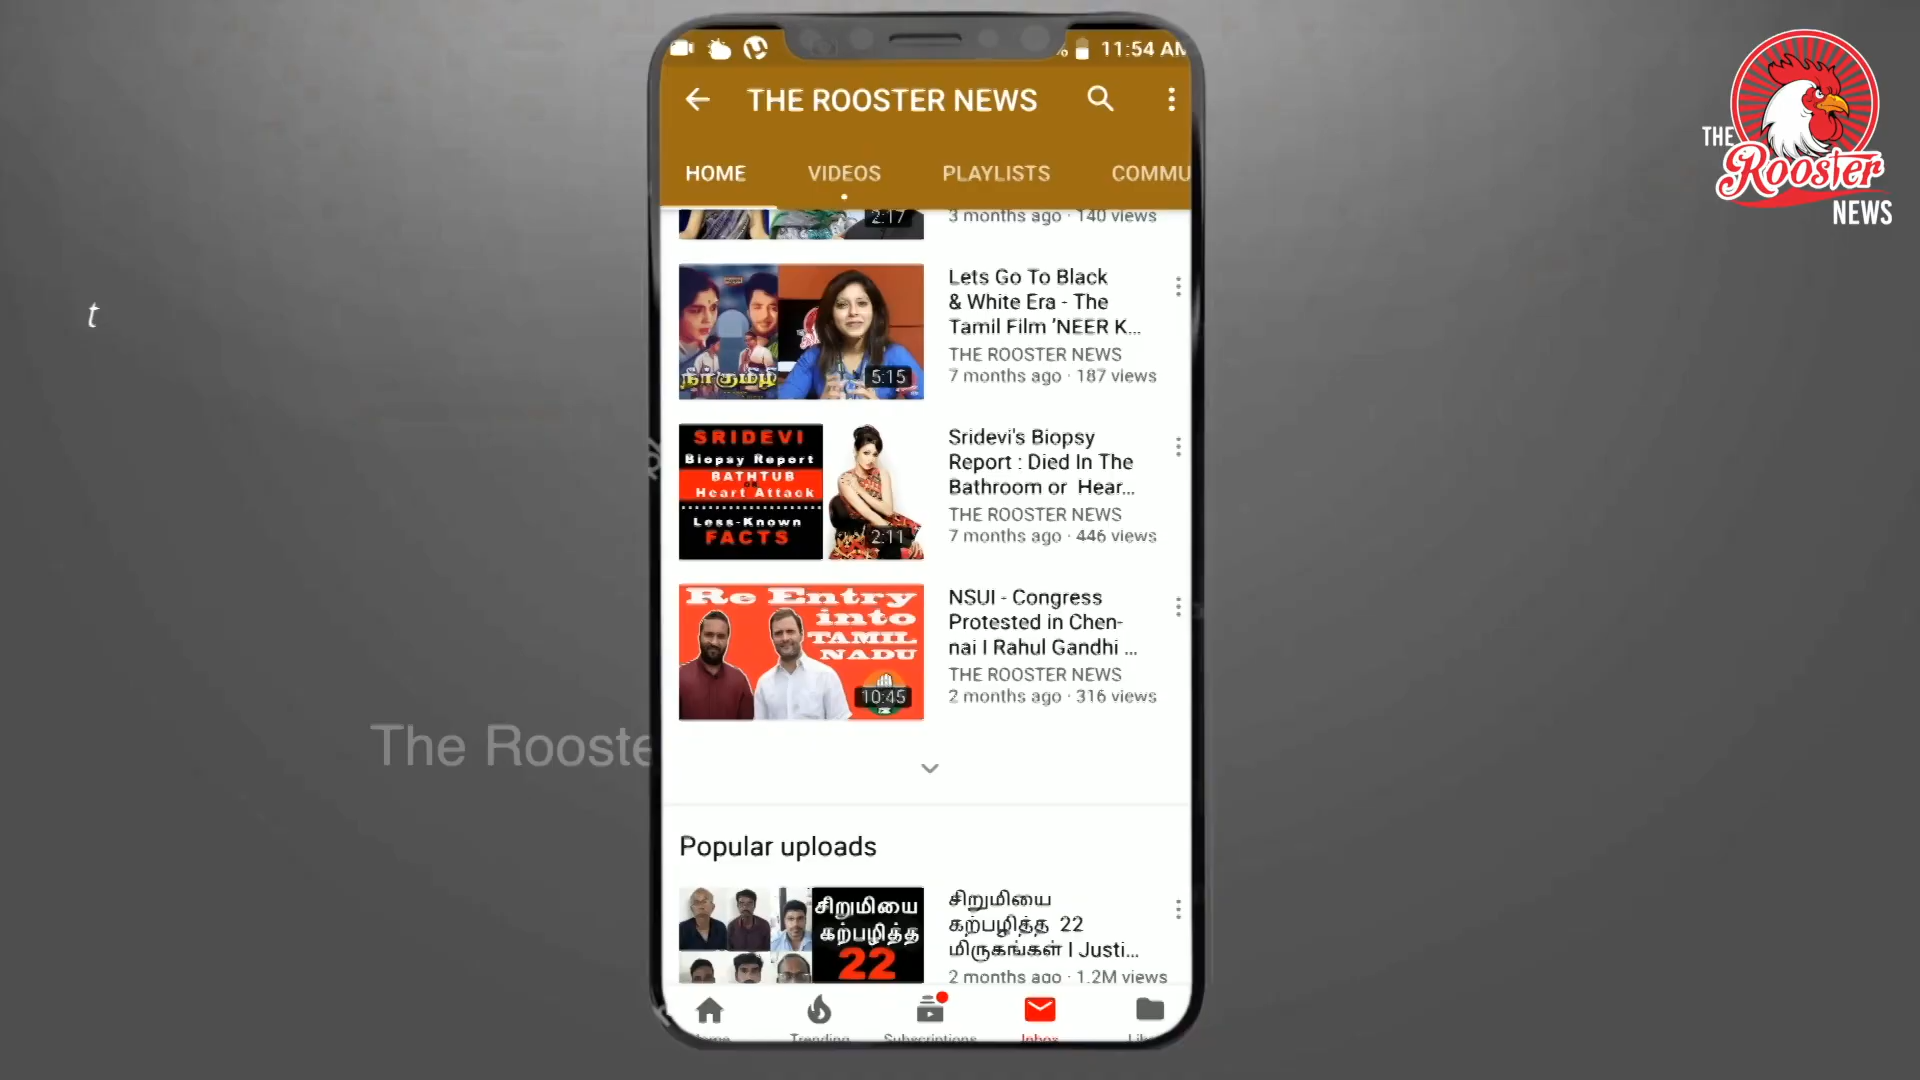 11:54 AM
THE ROOSTER NEWS
HOME VIDEOS PLAYLISTS COMMU
2:17
3 months ago · 140 views
நீர்குமிழி
5:15
Lets Go To Black
& White Era - The
Tamil Film 'NEER K...
THE ROOSTER NEWS
7 months ago · 187 views
SRIDEVI
Biopsy Report
BATHTUB
OR
Heart Attack
Less-Known
FACTS
2:11
Sridevi's Biopsy
Report : Died In The
Bathroom or Hear...
THE ROOSTER NEWS
7 months ago · 446 views
Re Entry
into
TAMIL
NADU
10:45
NSUI - Congress
Protested in Chen-
nai I Rahul Gandhi ...
THE ROOSTER NEWS
2 months ago · 316 views
Popular uploads
சிறுமியை
கற்பழித்த
22
சிறுமியை
கற்பழித்த 22
மிருகங்கள் I Justi...
2 months ago · 1.2M views
Trending Subscriptions Inbox
t
The Rooste
THE
Rooster
NEWS